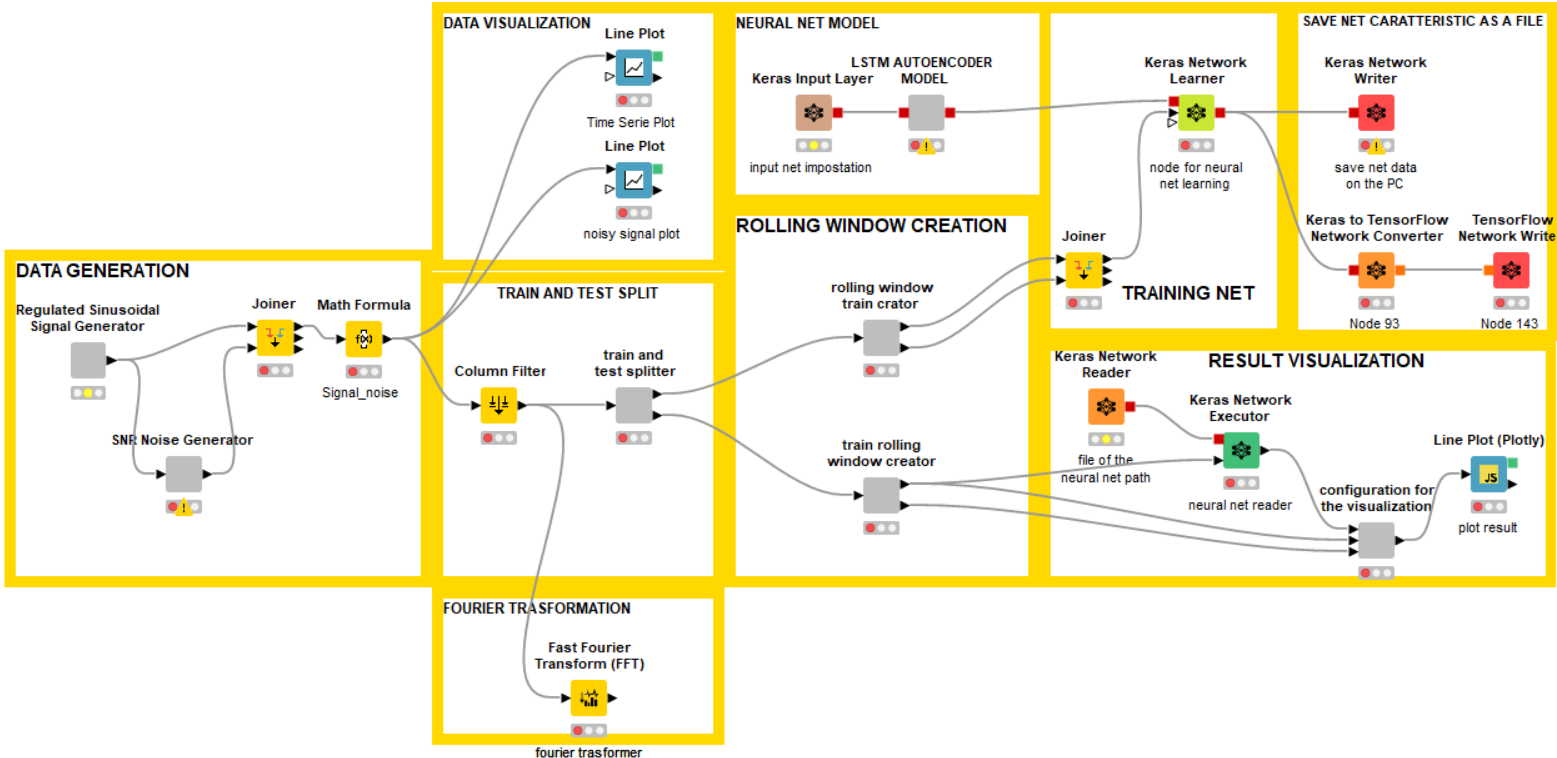 DATA VISUALIZATION
Line Plot
Time Serie Plot
Line Plot
noisy signal plot
NEURAL NET MODEL
Keras Input Layer
input net impostation
LSTM AUTOENCODER
MODEL
!
Keras Network
Learner
node for neural
net learning
SAVE NET CARATTERISTIC AS A FILE
Keras Network
Writer
!
save net data
on the PC
Keras to TensorFlow
Network Converter
Node 93
TensorFlow
Network Write
Node 143
DATA GENERATION
Regulated Sinusoidal
Signal Generator
SNR Noise Generator
!
Joiner
Math Formula
f(x)
Signal_noise
TRAIN AND TEST SPLIT
Column Filter
train and
test splitter
ROLLING WINDOW CREATION
rolling window
train crator
train rolling
window creator
Joiner
TRAINING NET
RESULT VISUALIZATION
Keras Network
Reader
file of the
neural net path
Keras Network
Executor
neural net reader
configuration for
the visualization
Line Plot (Plotly)
JS
plot result
FOURIER TRASFORMATION
Fast Fourier
Transform (FFT)
fourier trasformer